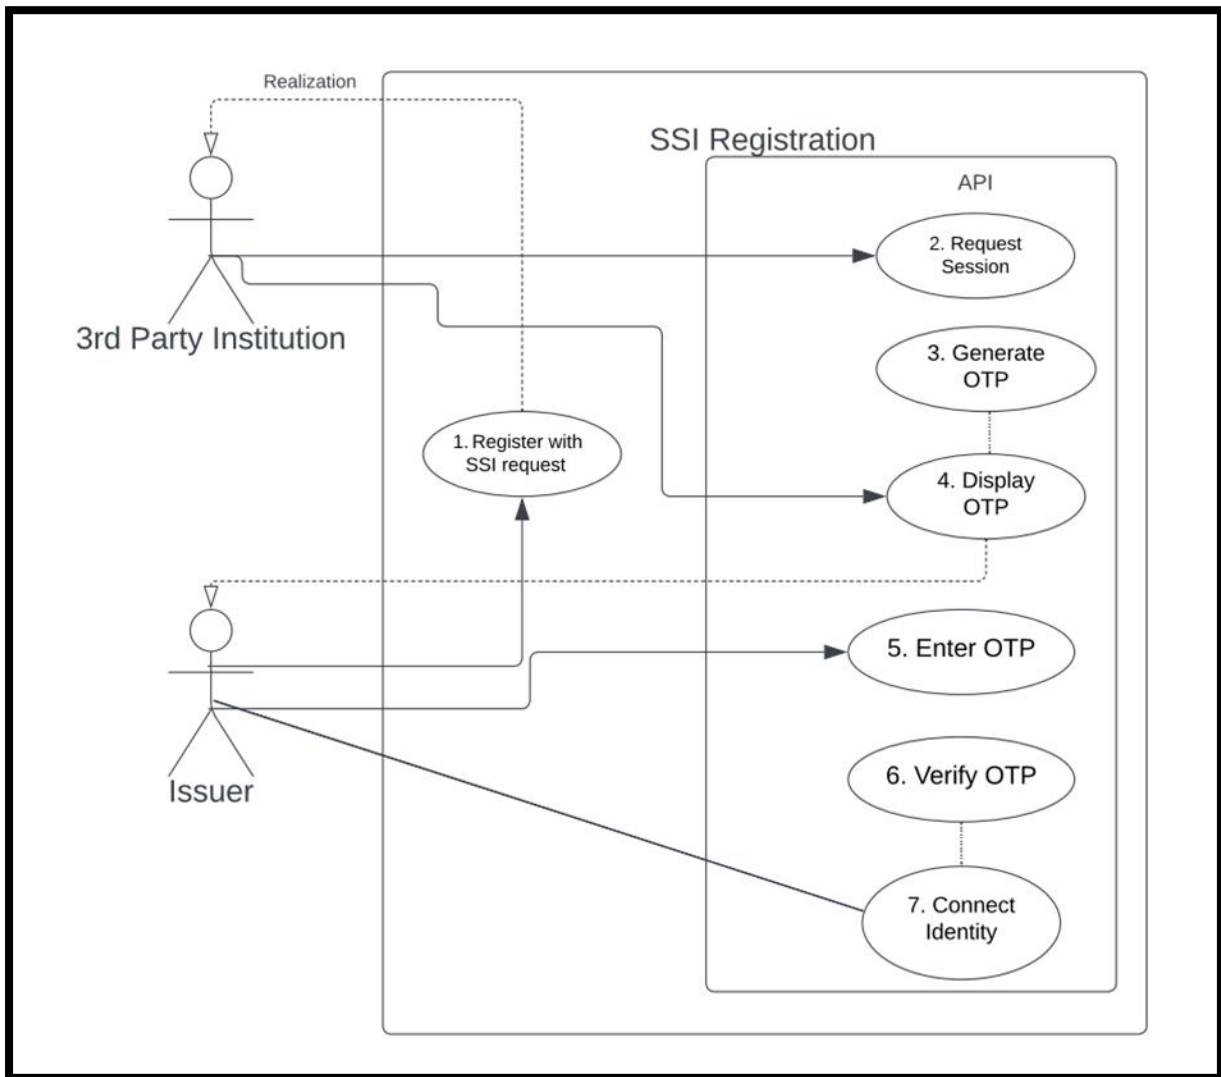 Realization
SSI Registration
API
2. Request
Session
3rd Party Institution
3. Generate
OTP
1. Register with
SSI request
4. Display
OTP
5. Enter OTP
6. Verify OTP
Issuer
7. Connect
Identity